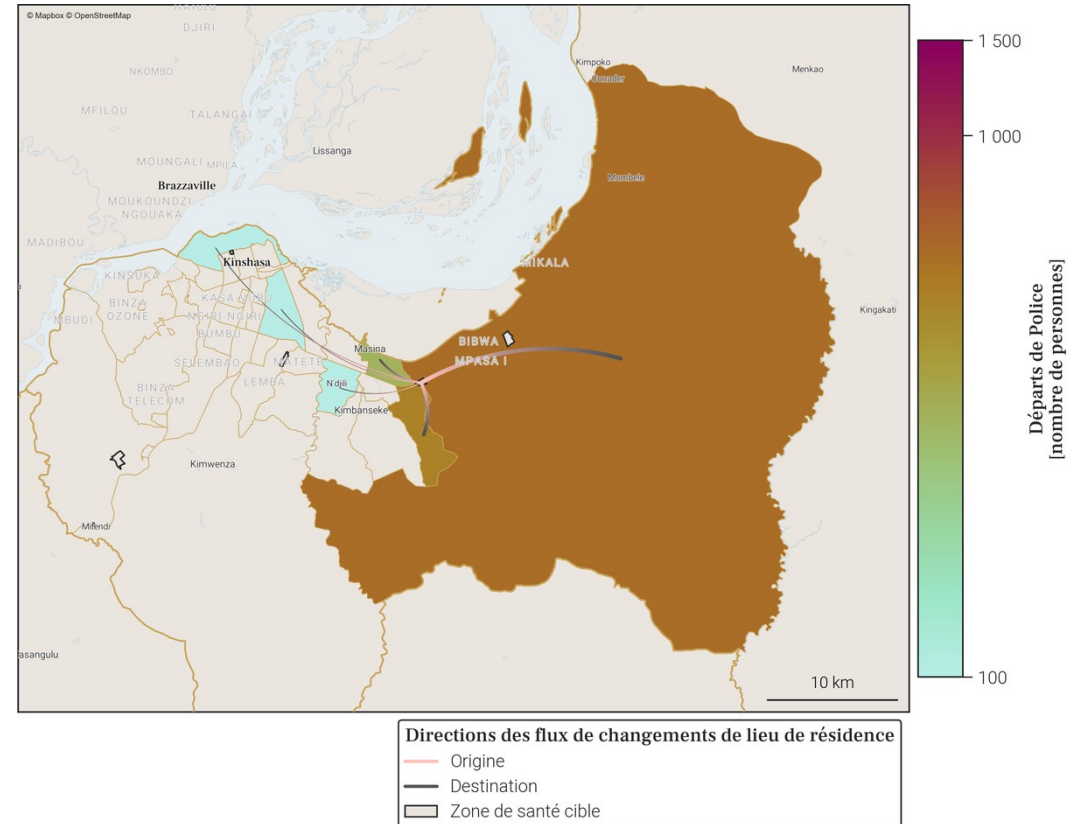 © Mapbox © OpenStreetMap
DJIRI
NKOMBO
MFILOU
TALANGAI
Lissanga
MOUNGALI
MPILA
Brazzaville
MOUKOUNDZI
NGOUAKA
MADIBOU
Kimpoko
Menkao
Mombele
KINSUKA
Kinshasa
MIKALA
BINZA
OZONE
KASA-VUBU
NGIRI-NGIRI
MBUDI
BUMBU
Kingakati
SELEMBAO
MATETE
Masina
BIBWA
MPASA I
LEMBA
N'djili
BINZA
TELECOM
Kimbanseke
Kimwenza
Mitendi
asangulu
10 km
1 500
1 000
100
Départs de Police
[nombre de personnes]
Directions des flux de changements de lieu de résidence
Origine
Destination
Zone de santé cible